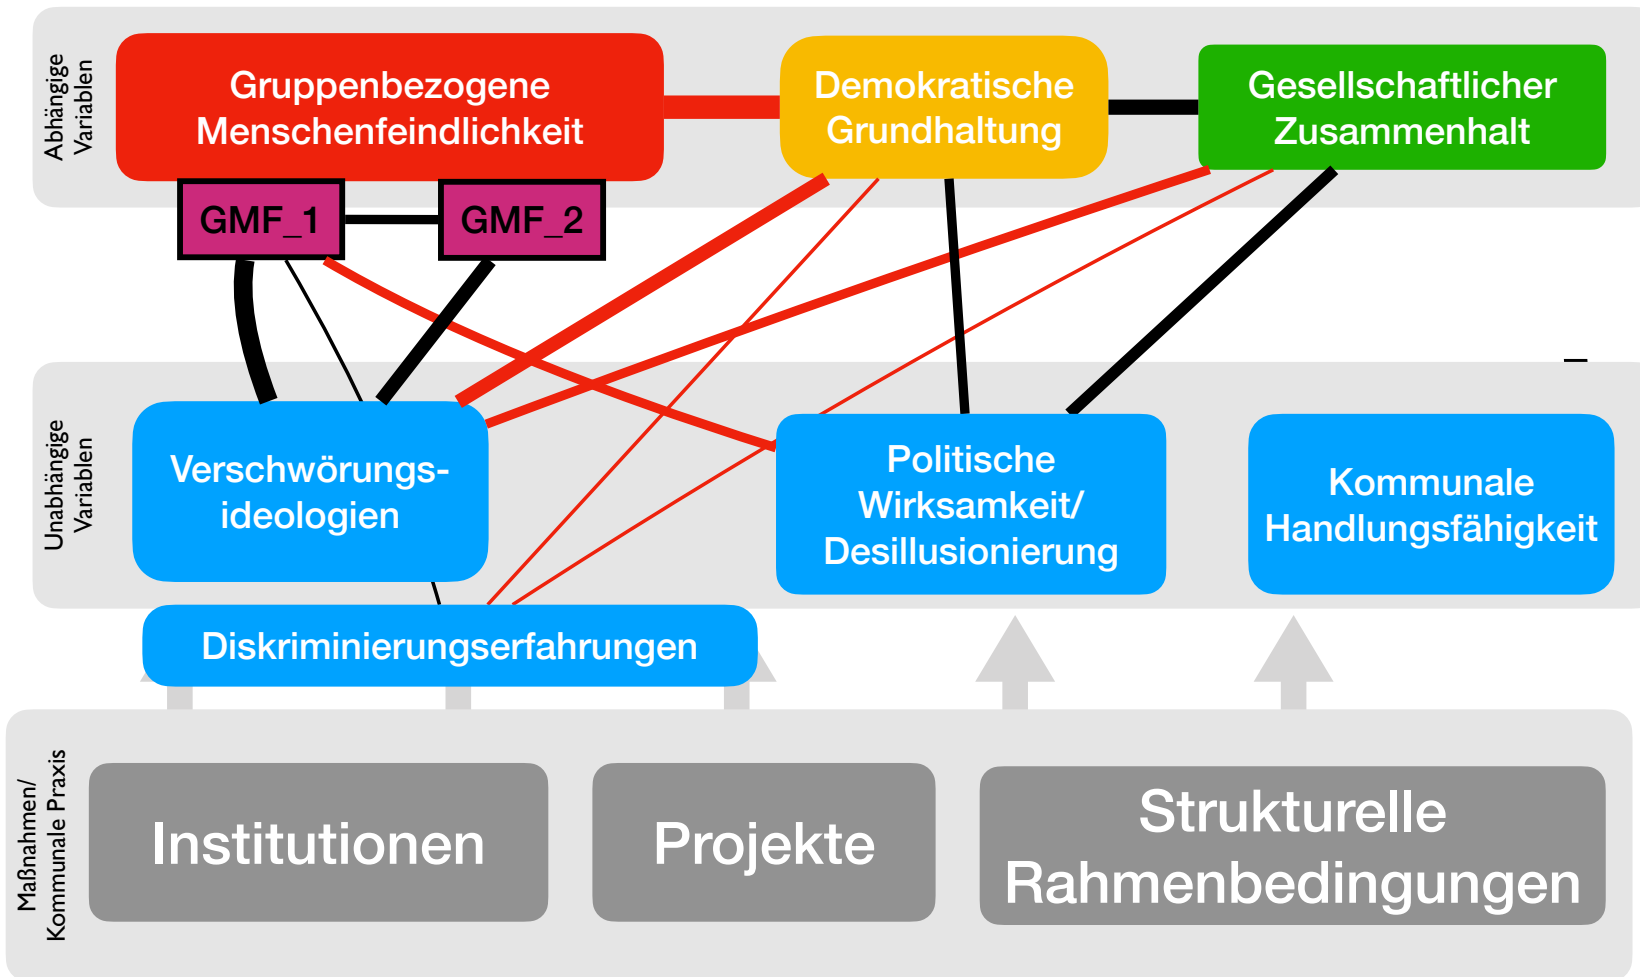 Abhängige
Variablen
Gruppenbezogene
Menschenfeindlichkeit
Demokratische
Grundhaltung
Gesellschaftlicher
Zusammenhalt
GMF_1
GMF_2
Unabhängige
Variablen
Verschwörungs-
ideologien
Politische
Wirksamkeit/
Desillusionierung
Kommunale
Handlungsfähigkeit
Diskriminierungserfahrungen
Maßnahmen/
Kommunale Praxis
Institutionen
Projekte
Strukturelle
Rahmenbedingungen